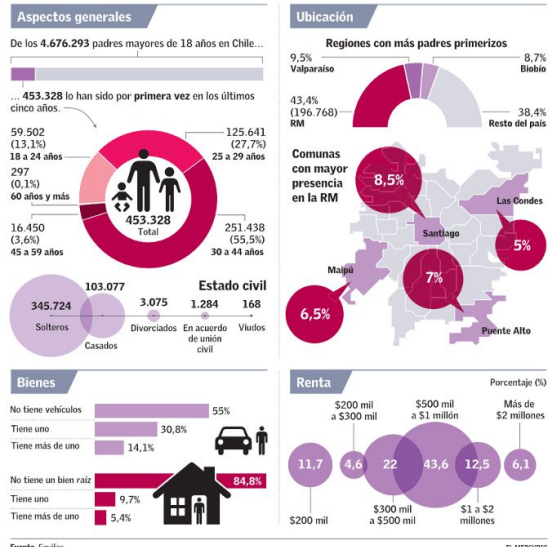 Aspectos generales
De los 4.676.293 padres mayores de 18 años en Chile...
... 453.328 lo han sido por primera vez en los últimos
cinco años.
59.502
(13,1%)
18 a 24 años
297
(0,1%)
60 años y más
16.450
(3,6%)
45 a 59 años
125.641
(27,7%)
25 a 29 años
251.438
(55,5%)
30 a 44 años
453.328
Total
Estado civil
345.724
Solteros
103.077
Casados
3.075
Divorciados
1.284
En acuerdo
de unión
civil
168
Viudos
Ubicación
Regiones con más padres primerizos
9,5%
Valparaíso
8,7%
Biobío
43,4%
(196.768)
RM
38,4%
Resto del país
Comunas
con mayor
presencia
en la RM
8,5%
Santiago
Las Condes
5%
Maipú
6,5%
7%
Puente Alto
Bienes
No tiene vehículos
55%
Tiene uno
30,8%
Tiene más de uno
14,1%
No tiene un bien raíz
84,8%
Tiene uno
9,7%
Tiene más de uno
5,4%
Renta
Porcentaje (%)
11,7
$200 mil
$200 mil
a $300 mil
4,6
22
$300 mil
a $500 mil
$500 mil
a $1 millón
43,6
12,5
$1 a $2
millones
Más de
$2 millones
6,1
Fuente: Equifax
EL MERCURIO